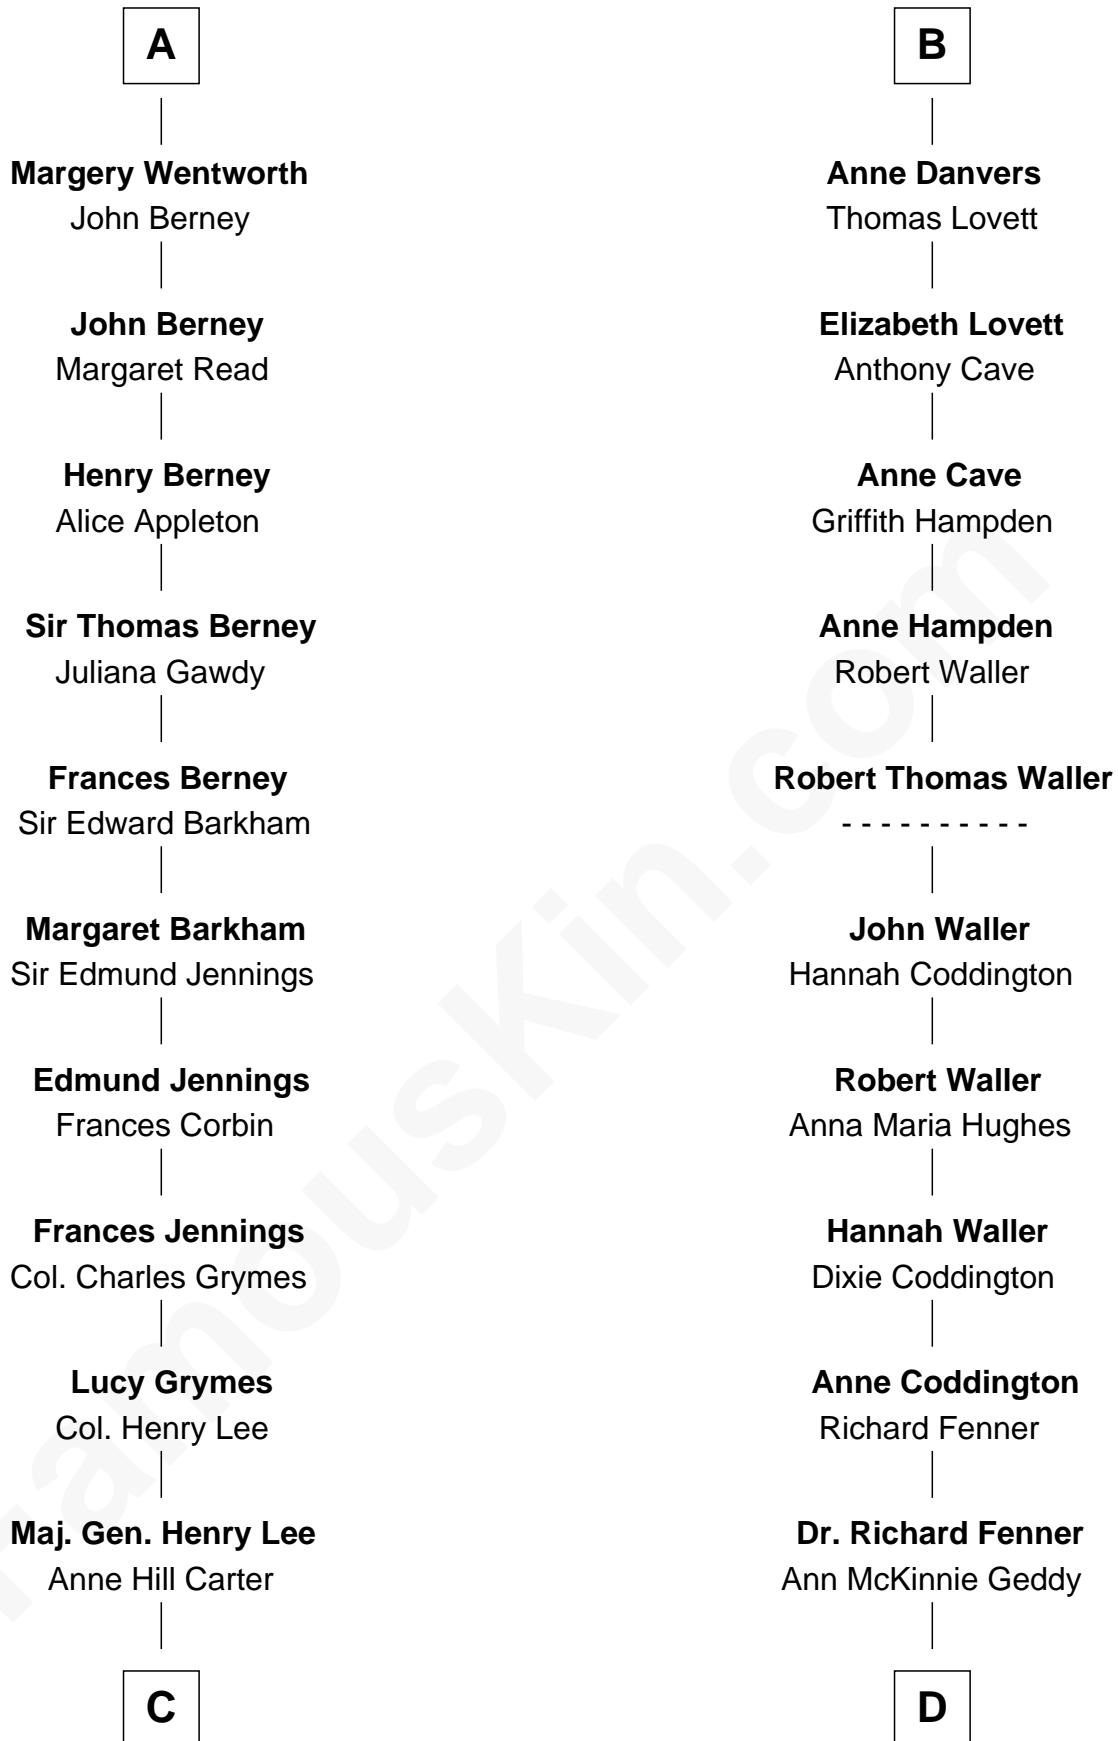 A
Margery Wentworth
John Berney
John Berney
Margaret Read
Henry Berney
Alice Appleton
Sir Thomas Berney
Juliana Gawdy
Frances Berney
Sir Edward Barkham
Margaret Barkham
Sir Edmund Jennings
Edmund Jennings
Frances Corbin
Frances Jennings
Col. Charles Grymes
Lucy Grymes
Col. Henry Lee
Maj. Gen. Henry Lee
Anne Hill Carter
C
B
Anne Danvers
Thomas Lovett
Elizabeth Lovett
Anthony Cave
Anne Cave
Griffith Hampden
Anne Hampden
Robert Waller
Robert Thomas Waller
- - - - - - - - - -
John Waller
Hannah Coddington
Robert Waller
Anna Maria Hughes
Hannah Waller
Dixie Coddington
Anne Coddington
Richard Fenner
Dr. Richard Fenner
Ann McKinnie Geddy
D
FamousKin.com